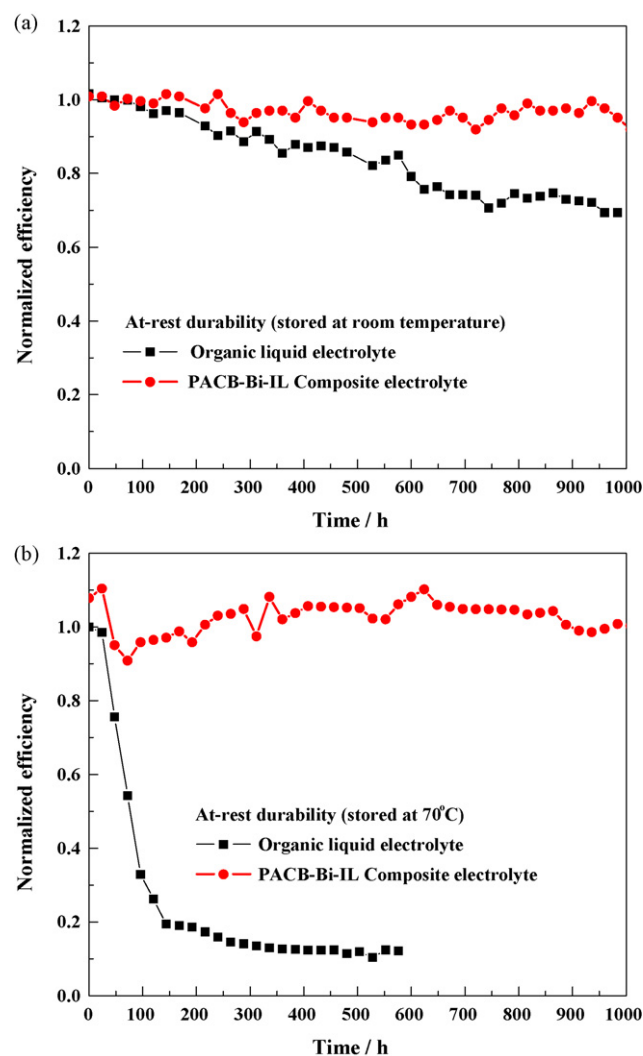 (a)
1.2
1.0
0.8
0.6
0.4
0.2
0.0
Normalized efficiency
At-rest durability (stored at room temperature)
Organic liquid electrolyte
PACB-Bi-IL Composite electrolyte
0 100 200 300 400 500 600 700 800 900 1000
Time / h
(b)
1.2
1.0
0.8
0.6
0.4
0.2
0.0
Normalized efficiency
At-rest durability (stored at 70°C)
Organic liquid electrolyte
PACB-Bi-IL Composite electrolyte
0 100 200 300 400 500 600 700 800 900 1000
Time / h